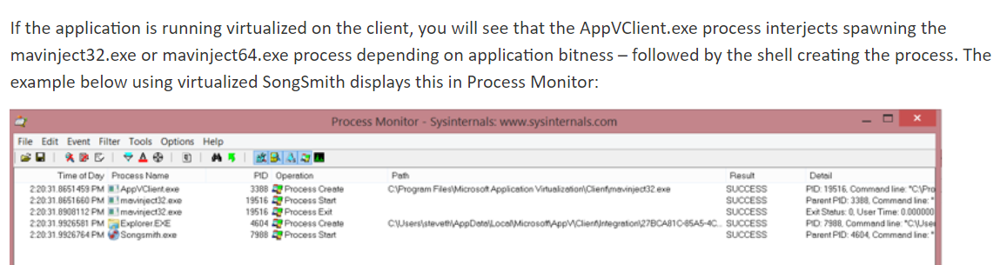 If the application is running virtualized on the client, you will see that the AppVClient.exe process interjects spawning the
mavinject32.exe or mavinject64.exe process depending on application bitness – followed by the shell creating the process. The
example below using virtualized SongSmith displays this in Process Monitor:
Process Monitor - Sysinternals: www.sysinternals.com
File Edit Event Filter Tools Options Help
Time of Day Process Name PID Operation Path Result Detail
2:20:31.8651459 PM AppVClient.exe 3388 Process Create C:\Program Files\Microsoft Application Virtualization\Client\mavinject32.exe SUCCESS PID: 19516, Command line: "C:\Pro
2:20:31.8651660 PM mavinject32.exe 19516 Process Start SUCCESS Parent PID: 3388, Command line: "
2:20:31.8908112 PM mavinject32.exe 19516 Process Exit SUCCESS Exit Status: 0, User Time: 0.000000
2:20:31.9926581 PM Explorer.EXE 4604 Process Create C:\Users\steveth\AppData\Local\Microsoft\AppV\Client\Integration\27BCA81C-85A5-4C... SUCCESS PID: 7988, Command line: "C:\User
2:20:31.9926764 PM Songsmith.exe 7988 Process Start SUCCESS Parent PID: 4604, Command line: "